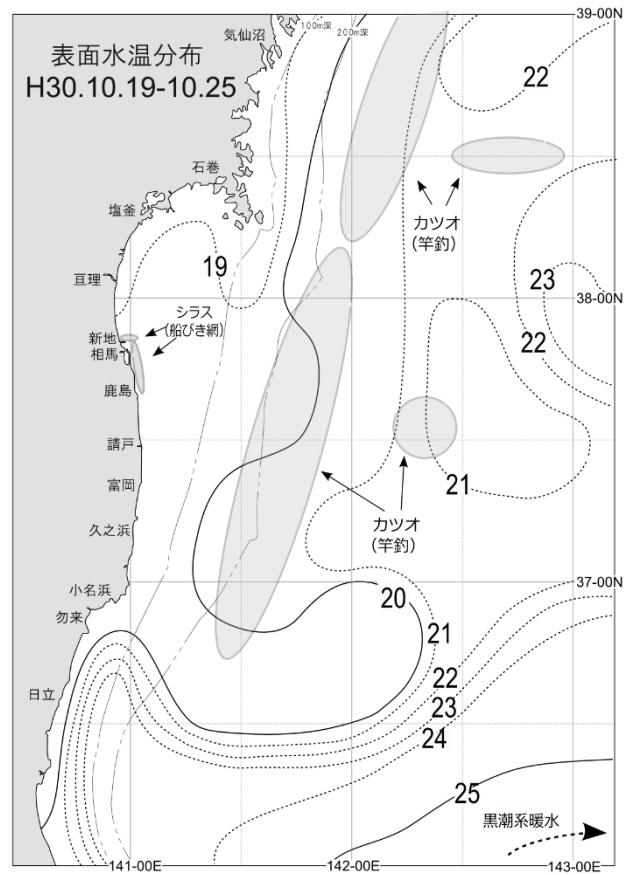 表面水温分布
H30.10.19-10.25
気仙沼
100m深
200m深
39-00N
22
石巻
カツオ
(竿釣)
塩釜
19
亘理
23
38-00N
シラス
(船びき網)
新地
相馬
22
鹿島
21
請戸
富岡
カツオ
(竿釣)
久之浜
37-00N
小名浜
20
勿来
21
22
日立
23
24
25
黒潮系暖水
141-00E
142-00E
143-00E